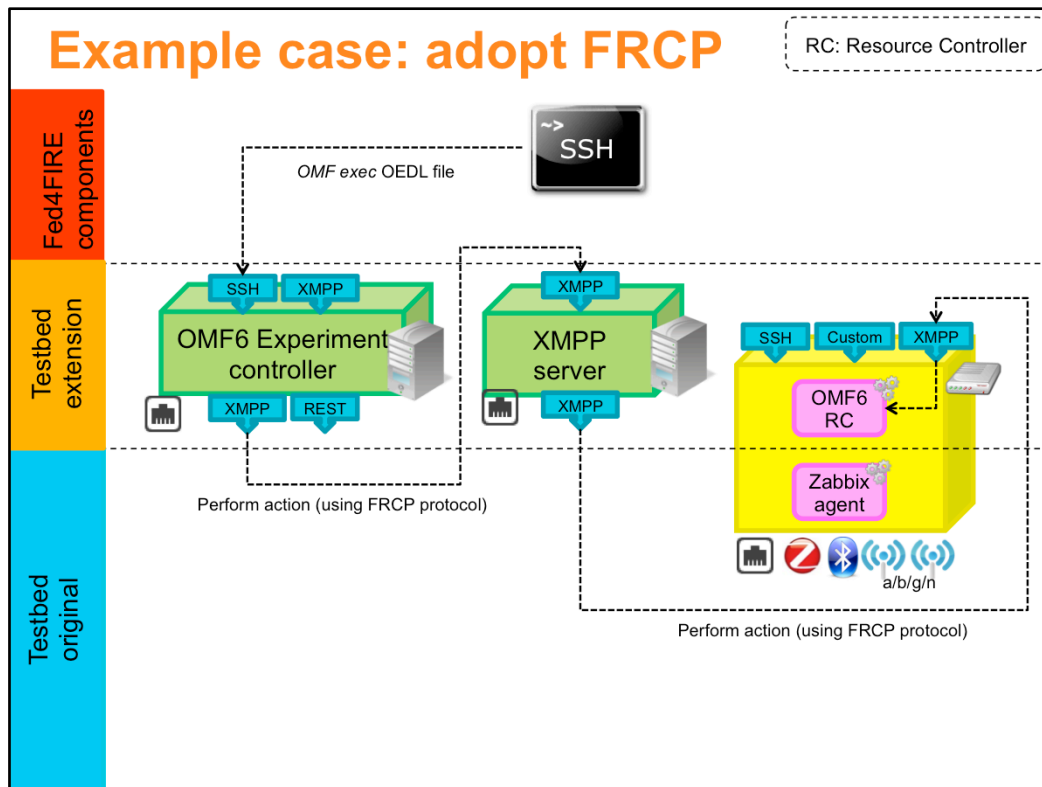 Example case: adopt FRCP
RC: Resource Controller
Fed4FIRE
components
~>
SSH
OMF exec OEDL file
Testbed
extension
SSH
XMPP
OMF6 Experiment
controller
XMPP
REST
XMPP
XMPP
server
XMPP
SSH
Custom
XMPP
OMF6
RC
Zabbix
agent
a/b/g/n
Perform action (using FRCP protocol)
Perform action (using FRCP protocol)
Testbed
original